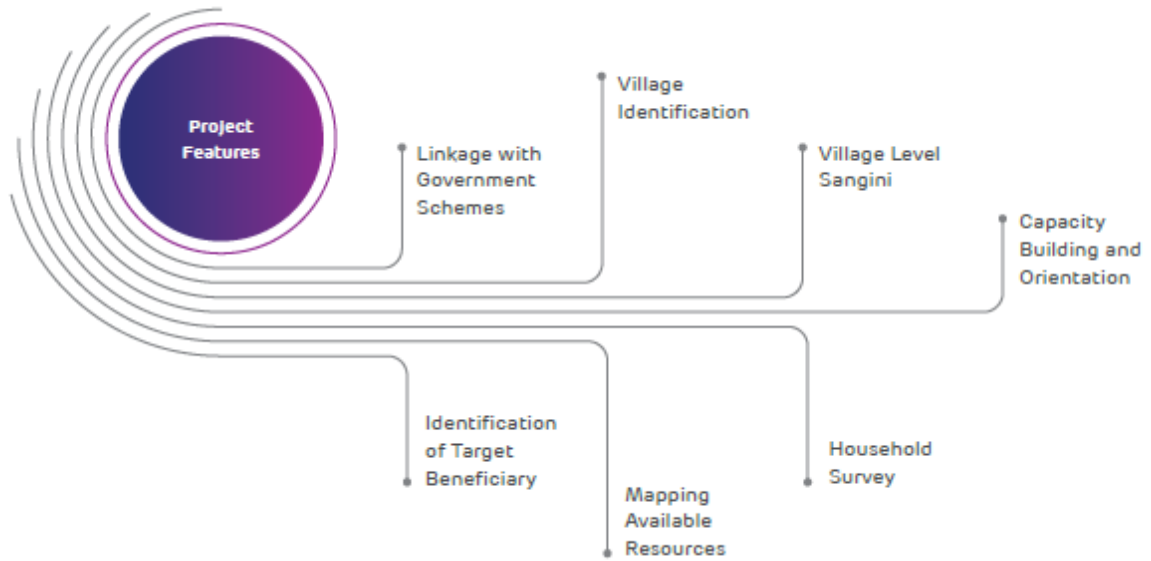 Project
Features
Linkage with
Government
Schemes
Village
Identification
Village Level
Sangini
Capacity
Building and
Orientation
Identification
of Target
Beneficiary
Mapping
Available
Resources
Household
Survey